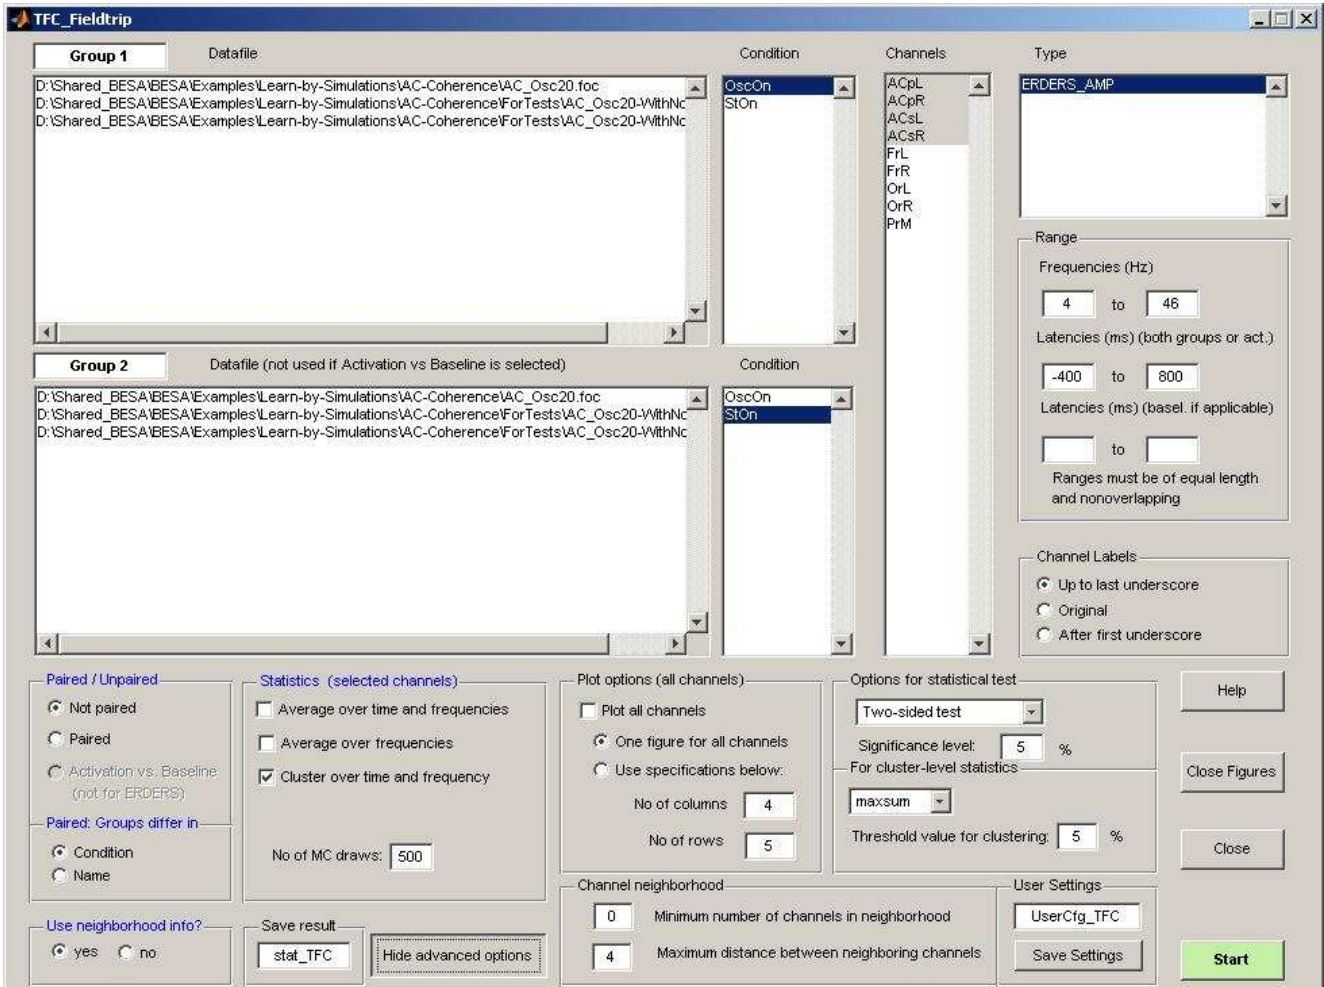 TFC_Fieldtrip
Group 1
Datafile
Condition
Channels
Type
D:\Shared_BESA\BESA\Examples\Learn-by-Simulations\AC-Coherence\AC_Osc20.foc
D:\Shared_BESA\BESA\Examples\Learn-by-Simulations\AC-Coherence\ForTests\AC_Osc20-WithNc
D:\Shared_BESA\BESA\Examples\Learn-by-Simulations\AC-Coherence\ForTests\AC_Osc20-WithNc
OscOn
StOn
ACpL
ACpR
ACsL
ACsR
FrL
FrR
OrL
OrR
PrM
ERDERS_AMP
Range
Frequencies (Hz)
4 to 46
Latencies (ms) (both groups or act.)
-400 to 800
Latencies (ms) (basel. if applicable)
to
Ranges must be of equal length
and nonoverlapping
Group 2
Datafile (not used if Activation vs Baseline is selected)
Condition
D:\Shared_BESA\BESA\Examples\Learn-by-Simulations\AC-Coherence\AC_Osc20.foc
D:\Shared_BESA\BESA\Examples\Learn-by-Simulations\AC-Coherence\ForTests\AC_Osc20-WithNc
D:\Shared_BESA\BESA\Examples\Learn-by-Simulations\AC-Coherence\ForTests\AC_Osc20-WithNc
OscOn
StOn
Channel Labels
Up to last underscore
Original
After first underscore
Paired / Unpaired
Not paired
Paired
Activation vs. Baseline
(not for ERDERS)
Paired: Groups differ in
Condition
Name
Statistics (selected channels)
Average over time and frequencies
Average over frequencies
Cluster over time and frequency
No of MC draws: 500
Plot options (all channels)
Plot all channels
One figure for all channels
Use specifications below:
No of columns 4
No of rows 5
Options for statistical test
Two-sided test
Significance level: 5 %
For cluster-level statistics
maxsum
Threshold value for clustering: 5 %
Help
Close Figures
Close
Use neighborhood info?
yes no
Save result
stat_TFC
Hide advanced options
Channel neighborhood
0 Minimum number of channels in neighborhood
4 Maximum distance between neighboring channels
User Settings
UserCfg_TFC
Save Settings
Start